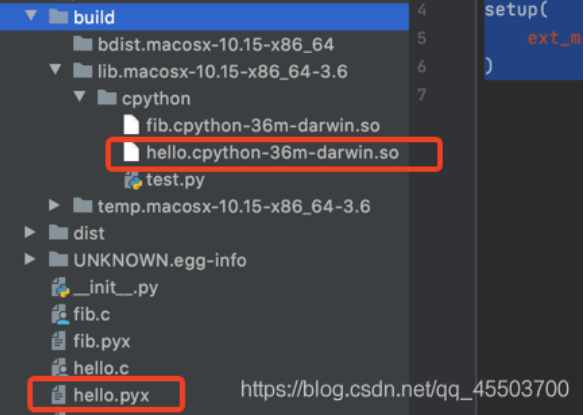 build
bdist.macosx-10.15-x86_64
lib.macosx-10.15-x86_64-3.6
cpython
fib.cpython-36m-darwin.so
hello.cpython-36m-darwin.so
test.py
temp.macosx-10.15-x86_64-3.6
dist
UNKNOWN.egg-info
__init__.py
fib.c
fib.pyx
hello.c
hello.pyx
4 setup(
5 ext_m
6 )
7
https://blog.csdn.net/qq_45503700